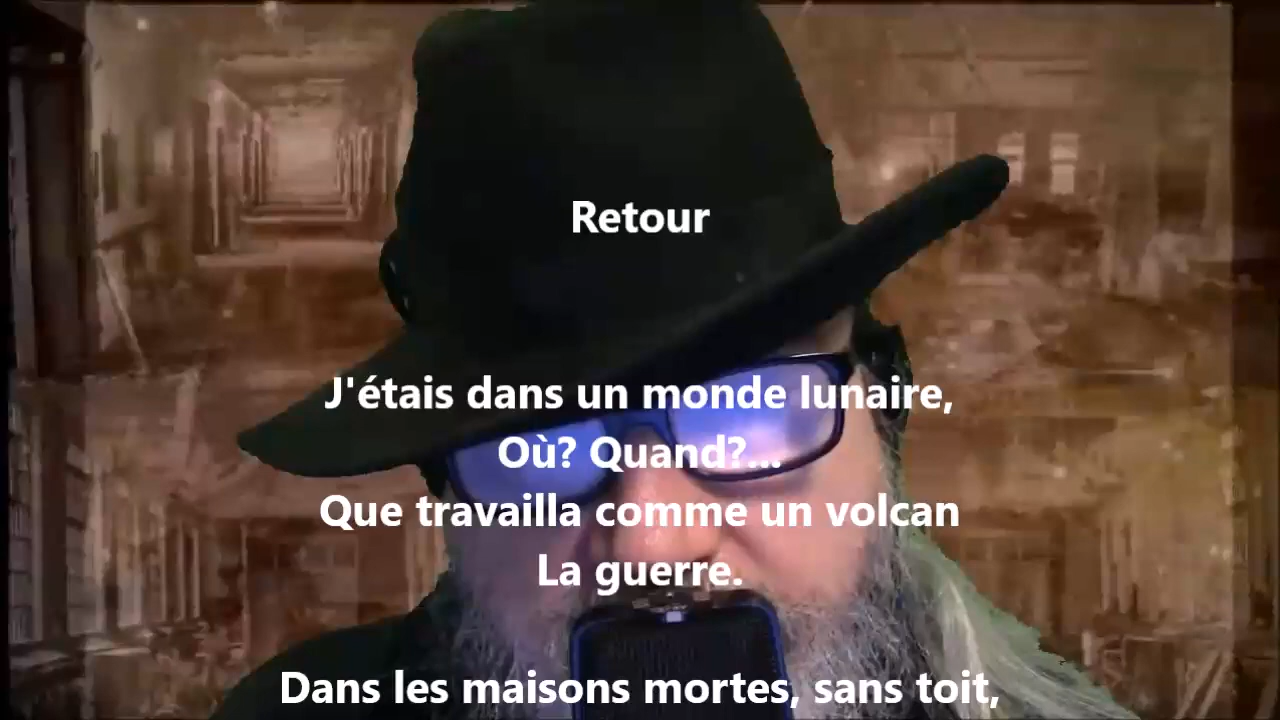 Retour
J'étais dans un monde lunaire,
Où? Quand?...
Que travailla comme un volcan
La guerre.
Dans les maisons mortes, sans toit,